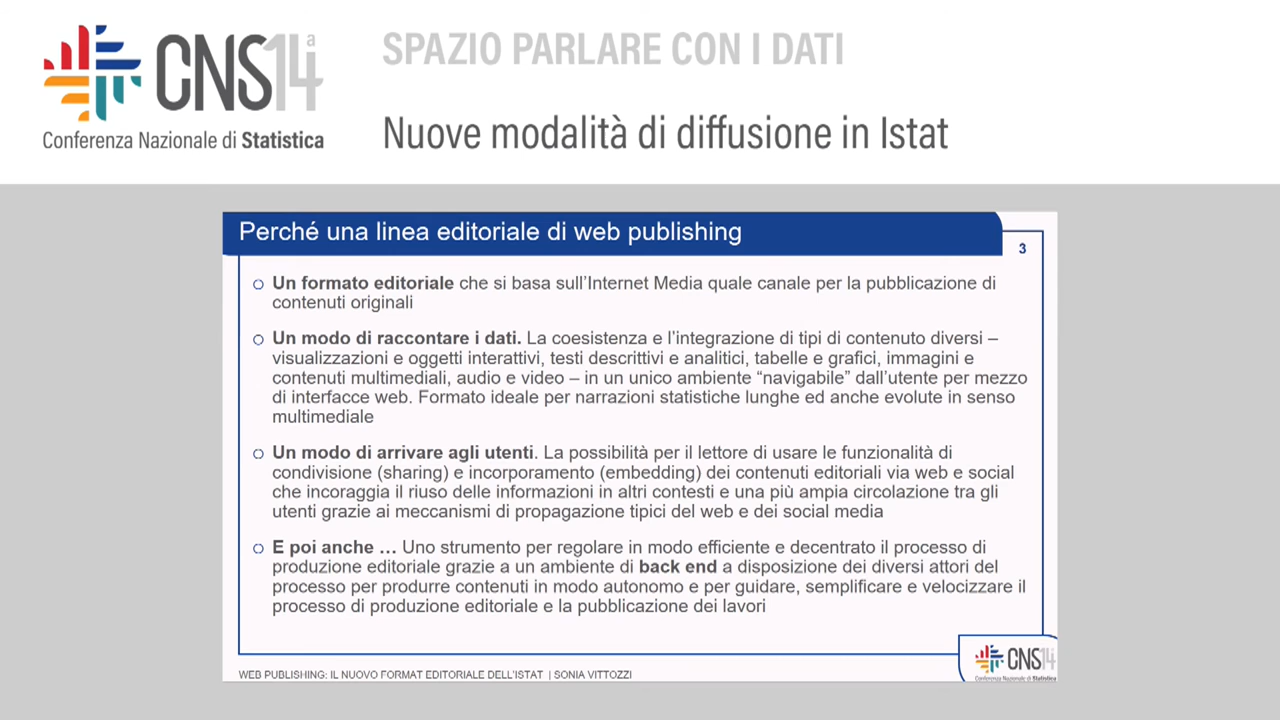 CNS14a
Conferenza Nazionale di Statistica
SPAZIO PARLARE CON I DATI
Nuove modalità di diffusione in Istat
Perché una linea editoriale di web publishing
3
Un formato editoriale che si basa sull’Internet Media quale canale per la pubblicazione di
contenuti originali
Un modo di raccontare i dati. La coesistenza e l’integrazione di tipi di contenuto diversi –
visualizzazioni e oggetti interattivi, testi descrittivi e analitici, tabelle e grafici, immagini e
contenuti multimediali, audio e video – in un unico ambiente “navigabile” dall’utente per mezzo
di interfacce web. Formato ideale per narrazioni statistiche lunghe ed anche evolute in senso
multimediale
Un modo di arrivare agli utenti. La possibilità per il lettore di usare le funzionalità di
condivisione (sharing) e incorporamento (embedding) dei contenuti editoriali via web e social
che incoraggia il riuso delle informazioni in altri contesti e una più ampia circolazione tra gli
utenti grazie ai meccanismi di propagazione tipici del web e dei social media
E poi anche … Uno strumento per regolare in modo efficiente e decentrato il processo di
produzione editoriale grazie a un ambiente di back end a disposizione dei diversi attori del
processo per produrre contenuti in modo autonomo e per guidare, semplificare e velocizzare il
processo di produzione editoriale e la pubblicazione dei lavori
WEB PUBLISHING: IL NUOVO FORMAT EDITORIALE DELL’ISTAT | SONIA VITTOZZI
CNS14
Conferenza Nazionale di Statistica